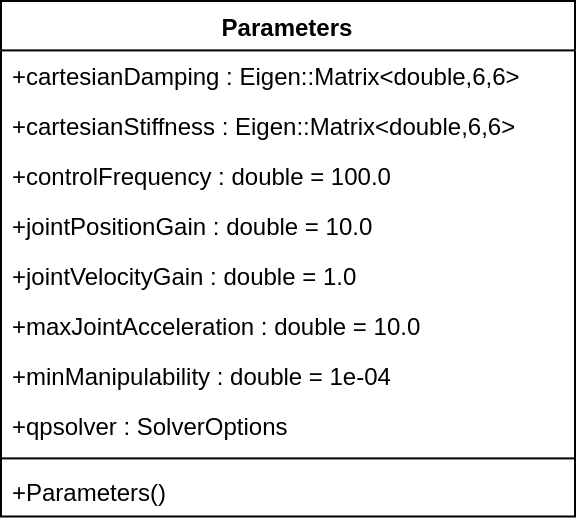 Parameters
+cartesianDamping : Eigen::Matrix<double,6,6>
+cartesianStiffness : Eigen::Matrix<double,6,6>
+controlFrequency : double = 100.0
+jointPositionGain : double = 10.0
+jointVelocityGain : double = 1.0
+maxJointAcceleration : double = 10.0
+minManipulability : double = 1e-04
+qpsolver : SolverOptions
+Parameters()